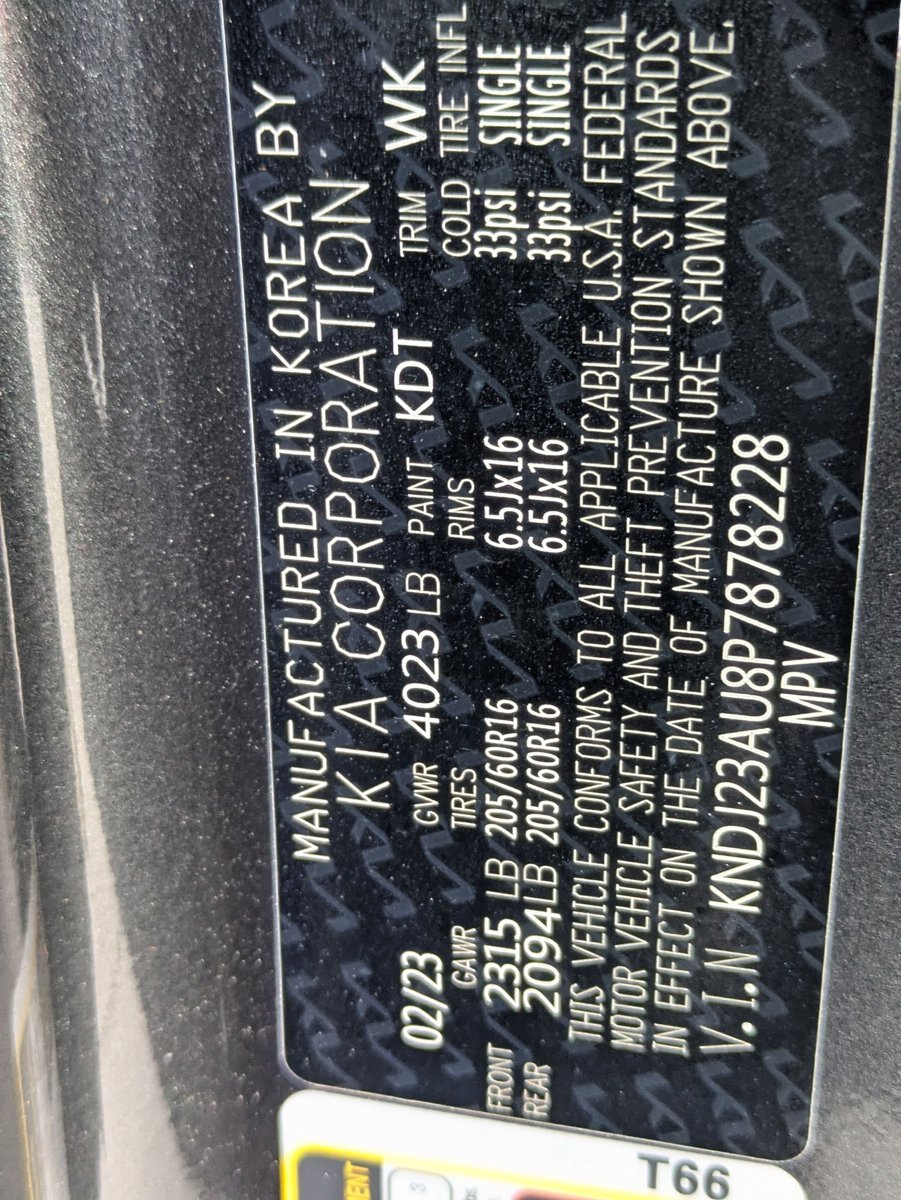 MANUFACTURED IN KOREA BY
KIA CORPORATION
02/23 GVWR 4023 LB PAINT KDT TRIM WK
GAWR TIRES RIMS COLD TIRE INFL
FRONT 2315 LB 205/60R16 6.5Jx16 33psi SINGLE
REAR 2094LB 205/60R16 6.5Jx16 33psi SINGLE
THIS VEHICLE CONFORMS TO ALL APPLICABLE U.S.A. FEDERAL
MOTOR VEHICLE SAFETY AND THEFT PREVENTION STANDARDS
IN EFFECT ON THE DATE OF MANUFACTURE SHOWN ABOVE.
V.I.N KNDJ23AU8P7878228
MPV
T66